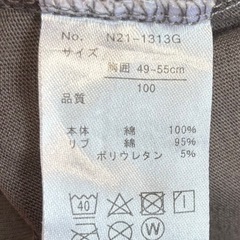 No. N21-1313G
サイズ
胸囲 49-55cm
100
品質
本体 綿 100%
リブ 綿 95%
ポリウレタン 5%
40
W